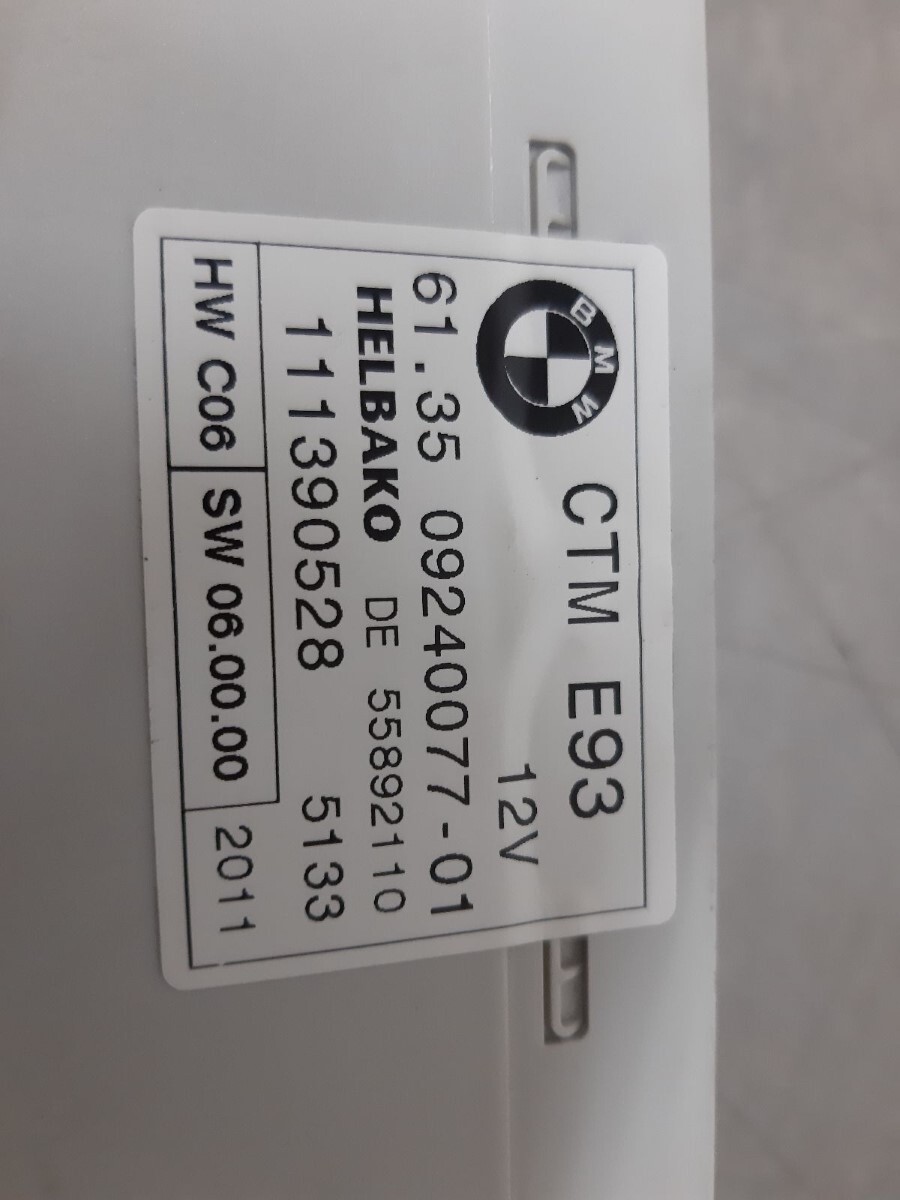 BMW
CTM E93
12V
61.35 09240077-01
HELBAKO DE 55892110
111390528 5133
HW C06 SW 06.00.00 2011